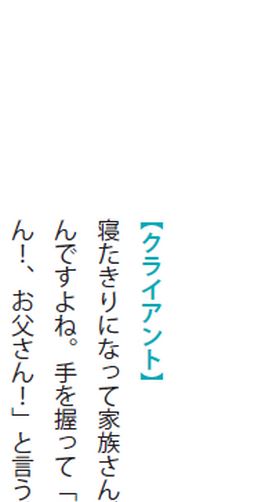 【クライアント】
寝たきりになって家族さん
んですよね。手を握って「
ん！、お父さん！」と言う